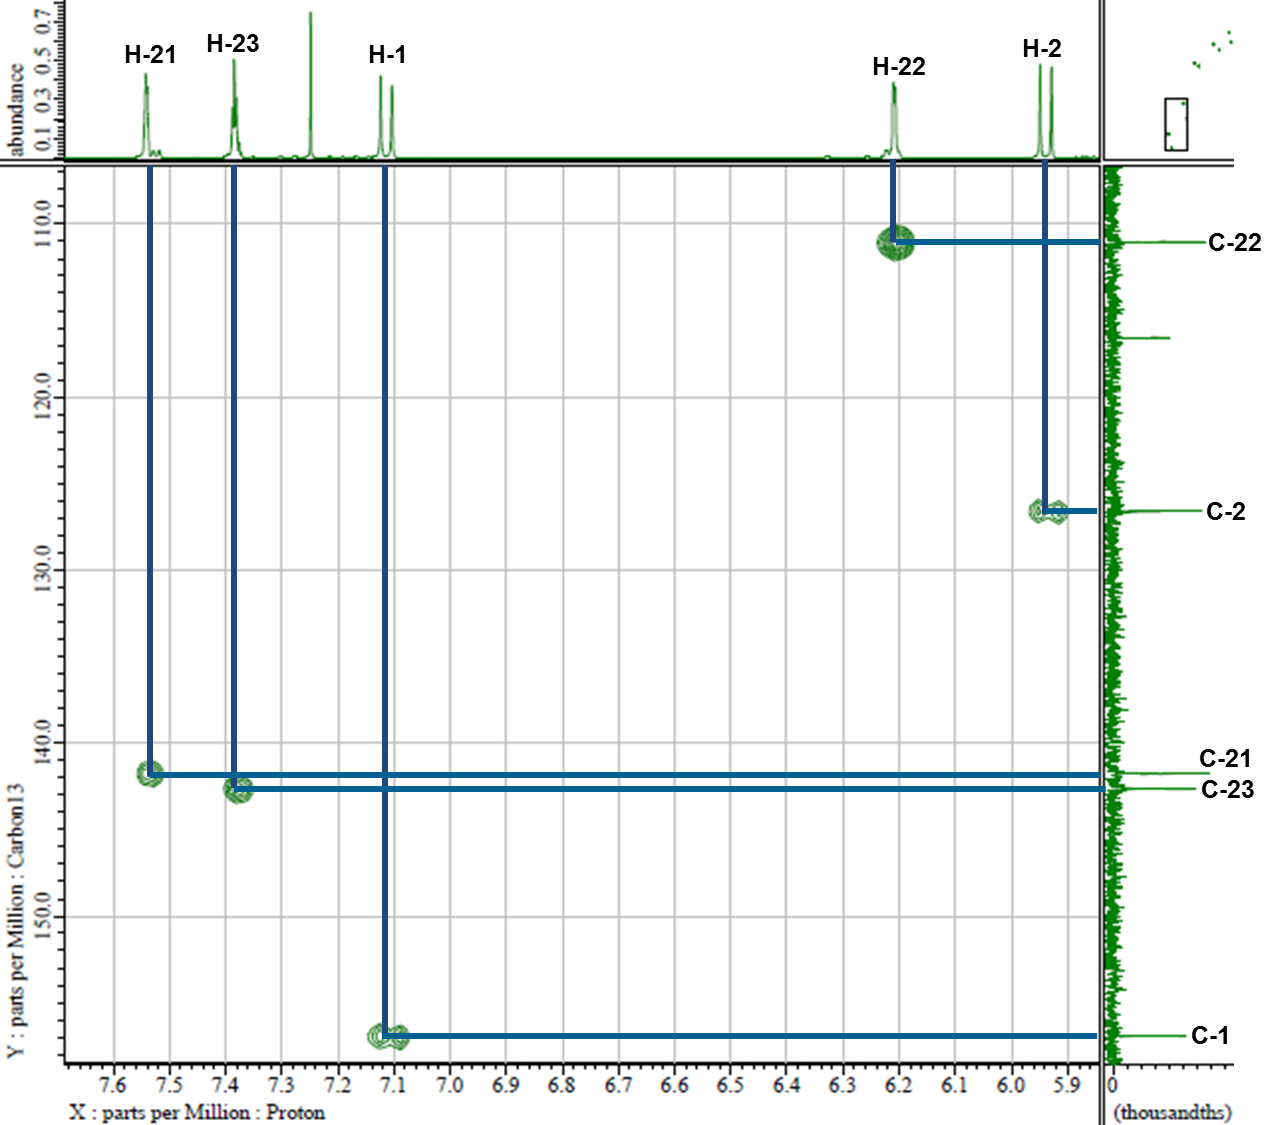 H-21 H-23 H-1 H-22 H-2
abundance
0.7
0.5
0.3
0.1
110.0
120.0
130.0
140.0
150.0
Y : parts per Million : Carbon13
C-22
C-2
C-21
C-23
C-1
7.6 7.5 7.4 7.3 7.2 7.1 7.0 6.9 6.8 6.7 6.6 6.5 6.4 6.3 6.2 6.1 6.0 5.9 0
X : parts per Million : Proton (thousandths)